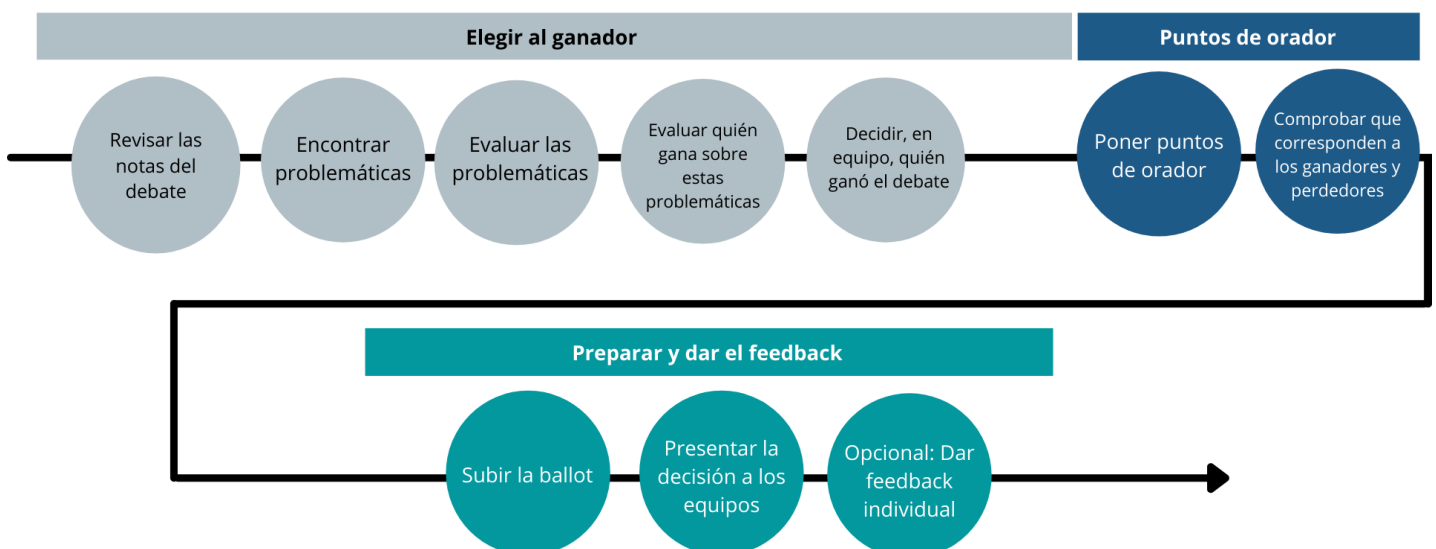 Elegir al ganador
Puntos de orador
Revisar las
notas del
debate
Encontrar
problemáticas
Evaluar las
problemáticas
Evaluar quién
gana sobre
estas
problemáticas
Decidir, en
equipo, quién
ganó el debate
Poner puntos
de orador
Comprobar que
corresponden a
los ganadores y
perdedores
Preparar y dar el feedback
Subir la ballot
Presentar la
decisión a los
equipos
Opcional: Dar
feedback
individual